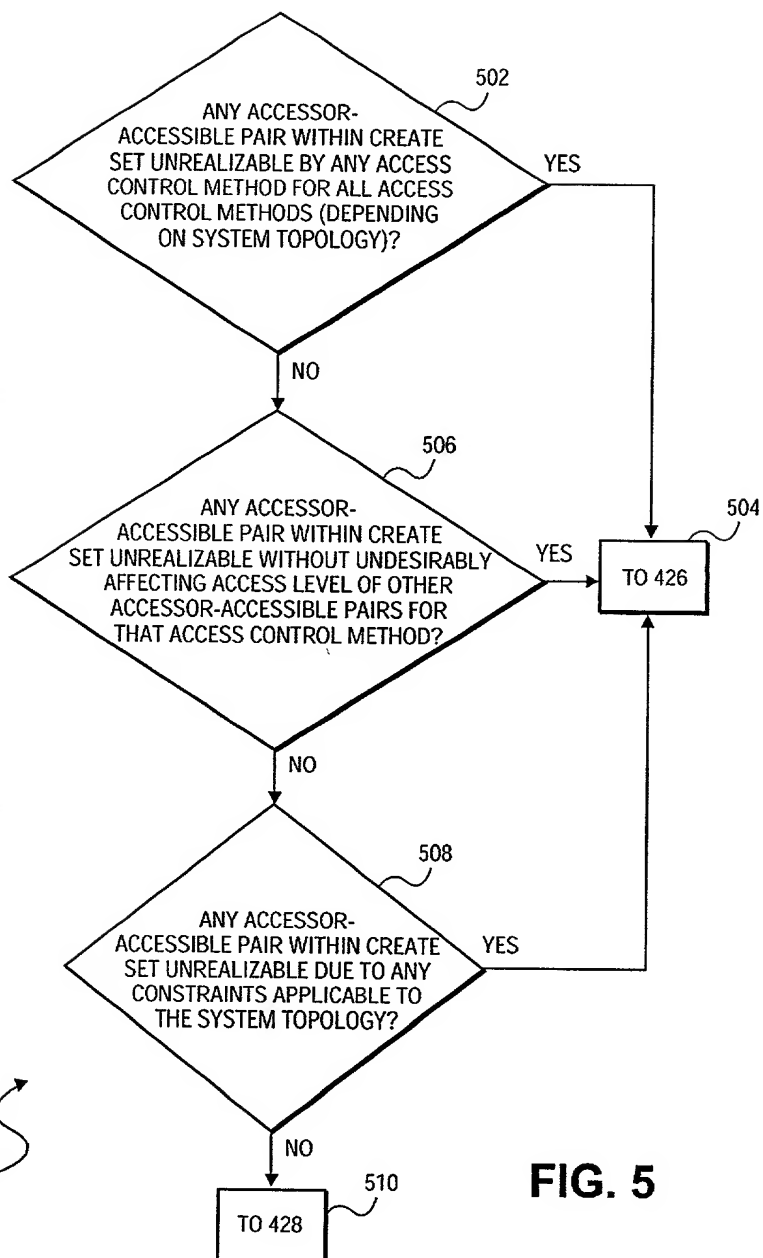 502
ANY ACCESSOR-
ACCESSIBLE PAIR WITHIN CREATE
SET UNREALIZABLE BY ANY ACCESS
CONTROL METHOD FOR ALL ACCESS
CONTROL METHODS (DEPENDING
ON SYSTEM TOPOLOGY)?
YES
NO
506
ANY ACCESSOR-
ACCESSIBLE PAIR WITHIN CREATE
SET UNREALIZABLE WITHOUT UNDESIRABLY
AFFECTING ACCESS LEVEL OF OTHER
ACCESSOR-ACCESSIBLE PAIRS FOR
THAT ACCESS CONTROL METHOD?
YES
504
TO 426
NO
508
ANY ACCESSOR-
ACCESSIBLE PAIR WITHIN CREATE
SET UNREALIZABLE DUE TO ANY
CONSTRAINTS APPLICABLE TO
THE SYSTEM TOPOLOGY?
YES
NO
510
TO 428
FIG. 5